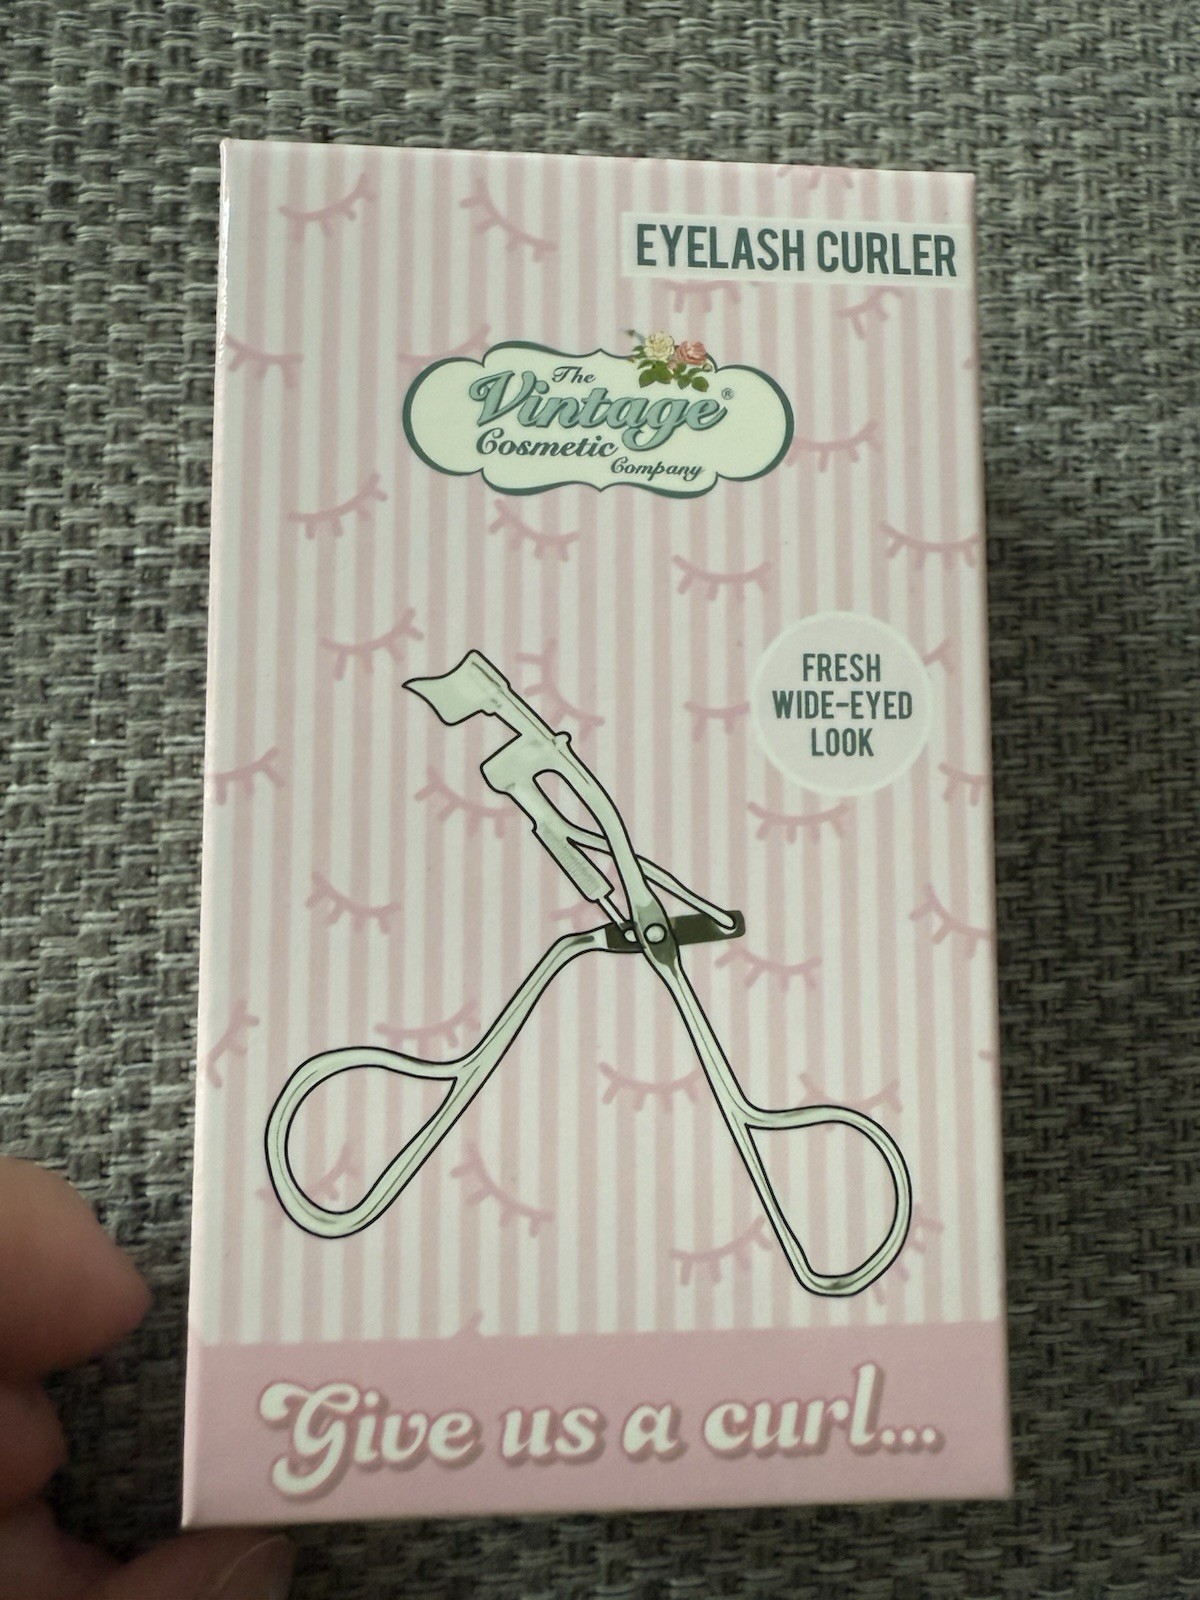 EYELASH CURLER
The
Vintage®
Cosmetic
Company
FRESH
WIDE-EYED
LOOK
Give us a curl...